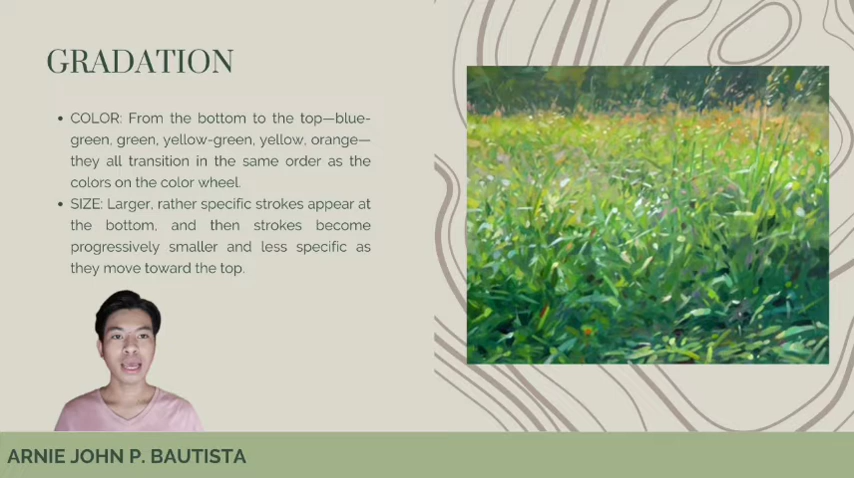 GRADATION
• COLOR: From the bottom to the top—blue-
green, green, yellow-green, yellow, orange—
they all transition in the same order as the
colors on the color wheel.
• SIZE: Larger, rather specific strokes appear at
the bottom, and then strokes become
progressively smaller and less specific as
they move toward the top.
ARNIE JOHN P. BAUTISTA